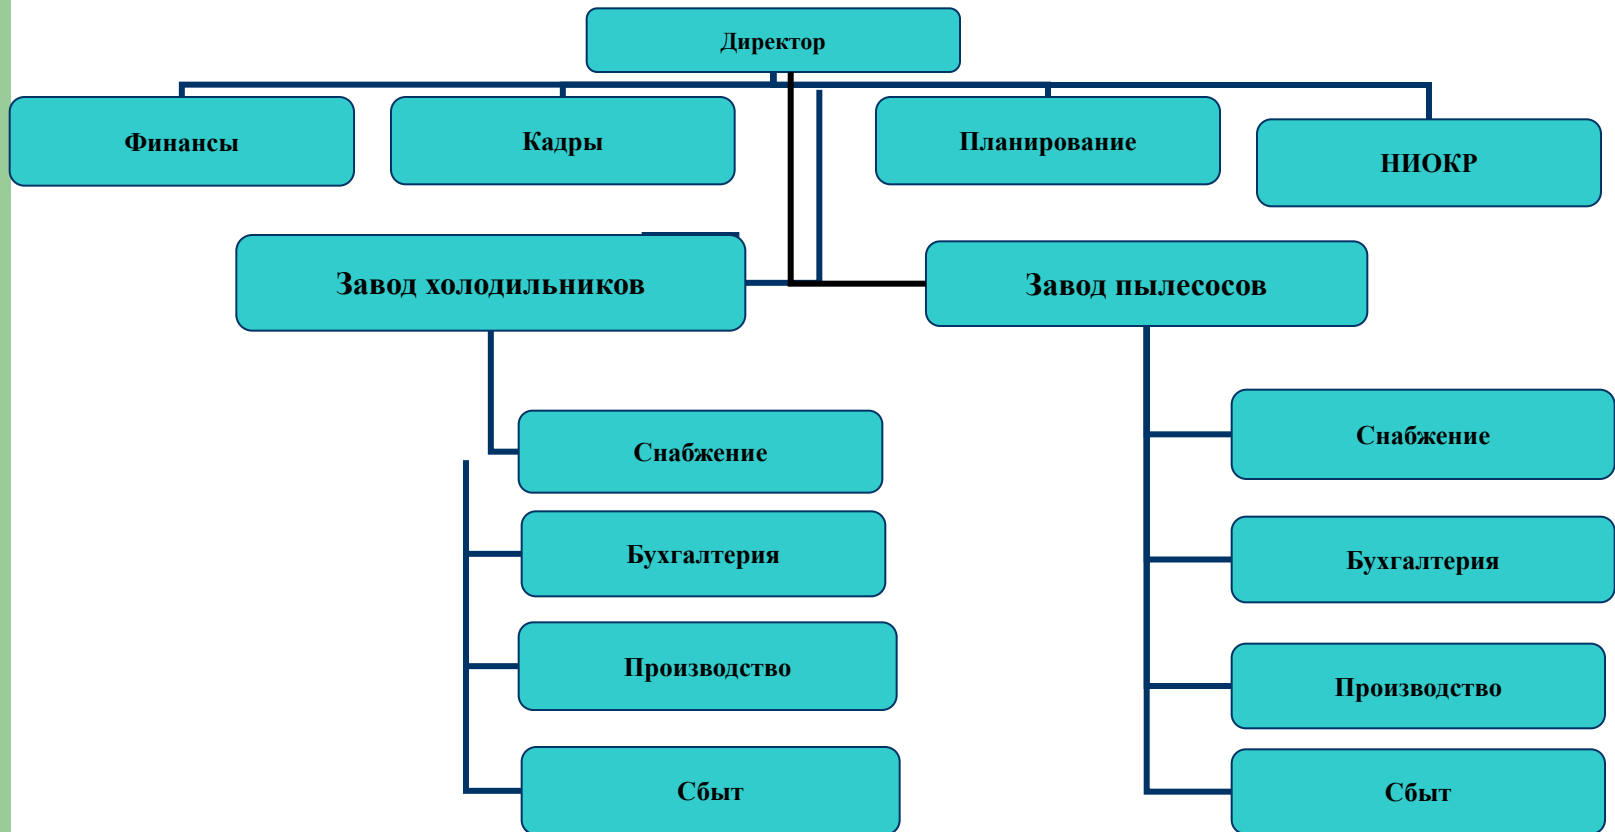 Директор
Финансы
Кадры
Планирование
НИОКР
Завод холодильников
Завод пылесосов
Снабжение
Бухгалтерия
Производство
Сбыт
Снабжение
Бухгалтерия
Производство
Сбыт